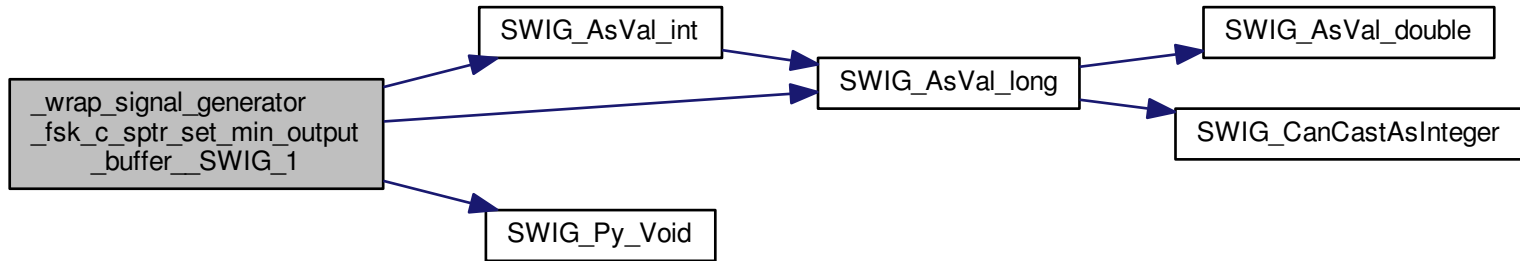 _wrap_signal_generator
_fsk_c_sptr_set_min_output
_buffer__SWIG_1
SWIG_AsVal_int
SWIG_AsVal_long
SWIG_AsVal_double
SWIG_CanCastAsInteger
SWIG_Py_Void